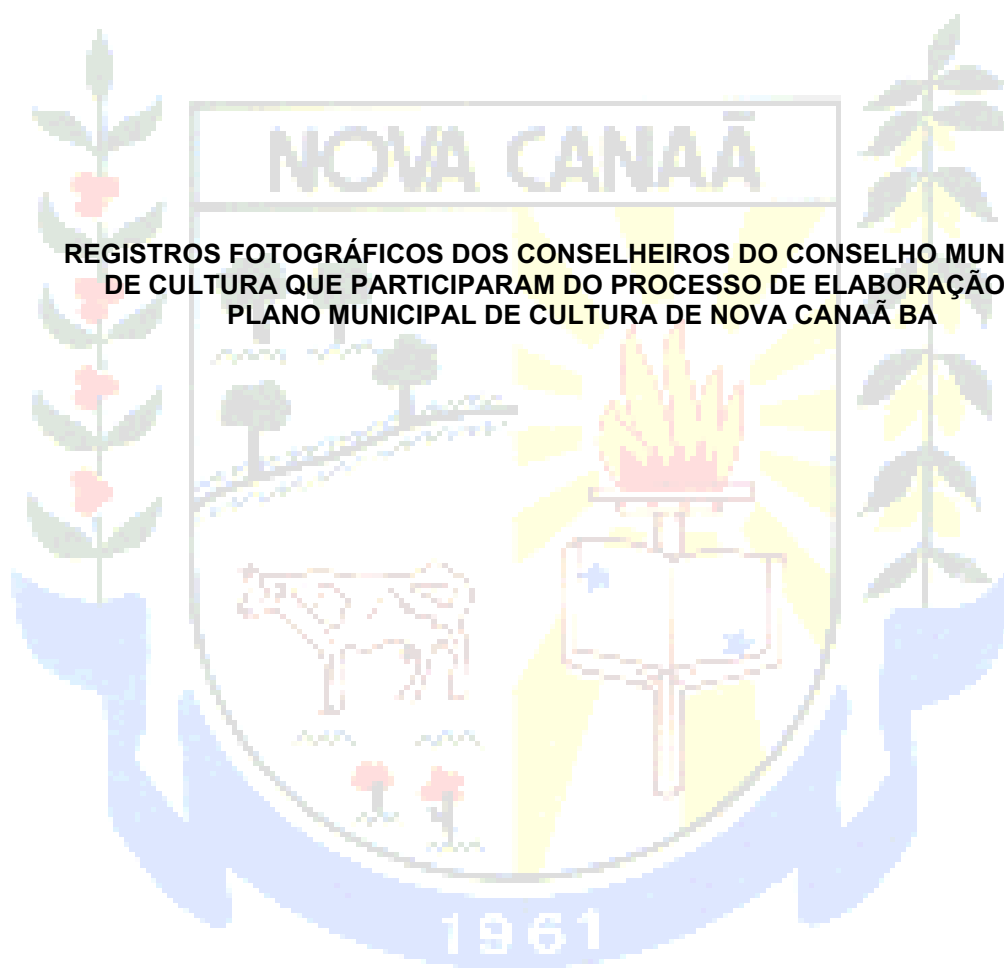 NOVA CANAÃ
REGISTROS FOTOGRÁFICOS DOS CONSELHEIROS DO CONSELHO MUN
DE CULTURA QUE PARTICIPARAM DO PROCESSO DE ELABORAÇÃO
PLANO MUNICIPAL DE CULTURA DE NOVA CANAÃ BA
1961